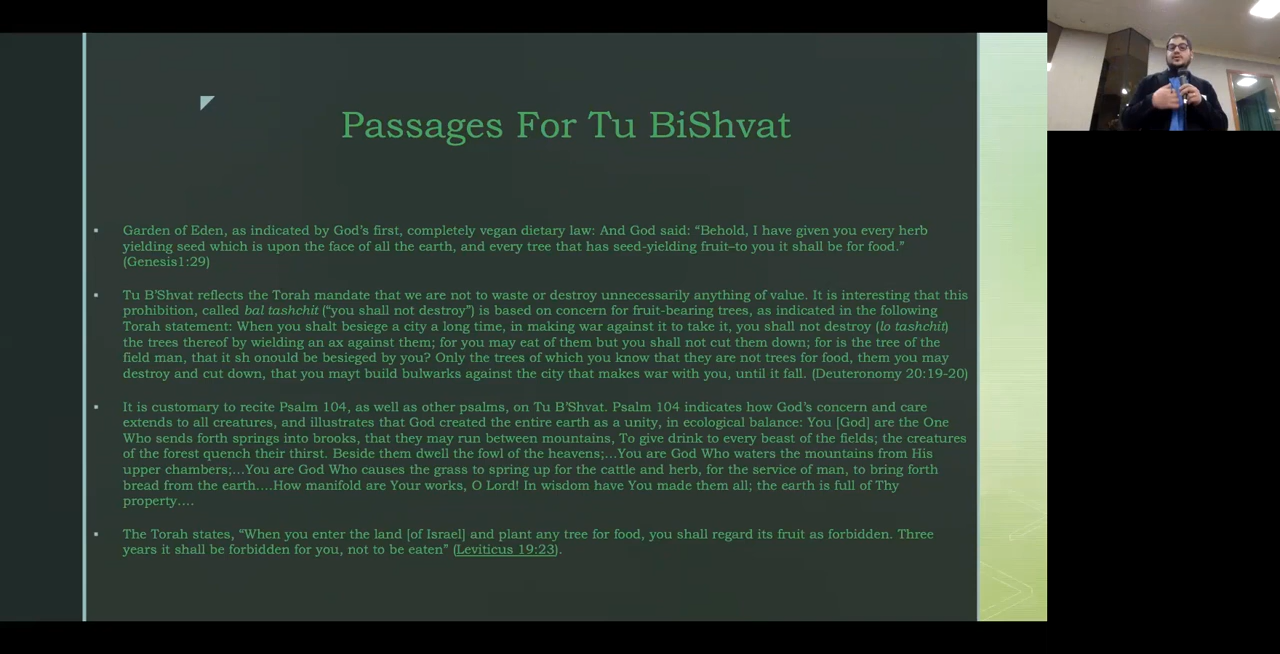 Passages For Tu BiShvat
Garden of Eden, as indicated by God's first, completely vegan dietary law: And God said: “Behold, I have given you every herb
yielding seed which is upon the face of all the earth, and every tree that has seed-yielding fruit–to you it shall be for food.”
(Genesis1:29)
Tu B'Shvat reflects the Torah mandate that we are not to waste or destroy unnecessarily anything of value. It is interesting that this
prohibition, called bal tashchit (“you shall not destroy”) is based on concern for fruit-bearing trees, as indicated in the following
Torah statement: When you shalt besiege a city a long time, in making war against it to take it, you shall not destroy (lo tashchit)
the trees thereof by wielding an ax against them; for you may eat of them but you shall not cut them down; for is the tree of the
field man, that it sh onould be besieged by you? Only the trees of which you know that they are not trees for food, them you may
destroy and cut down, that you mayt build bulwarks against the city that makes war with you, until it fall. (Deuteronomy 20:19-20)
It is customary to recite Psalm 104, as well as other psalms, on Tu B'Shvat. Psalm 104 indicates how God's concern and care
extends to all creatures, and illustrates that God created the entire earth as a unity, in ecological balance: You [God] are the One
Who sends forth springs into brooks, that they may run between mountains, To give drink to every beast of the fields; the creatures
of the forest quench their thirst. Beside them dwell the fowl of the heavens;...You are God Who waters the mountains from His
upper chambers;...You are God Who causes the grass to spring up for the cattle and herb, for the service of man, to bring forth
bread from the earth....How manifold are Your works, O Lord! In wisdom have You made them all; the earth is full of Thy
property....
The Torah states, “When you enter the land [of Israel] and plant any tree for food, you shall regard its fruit as forbidden. Three
years it shall be forbidden for you, not to be eaten” (Leviticus 19:23).